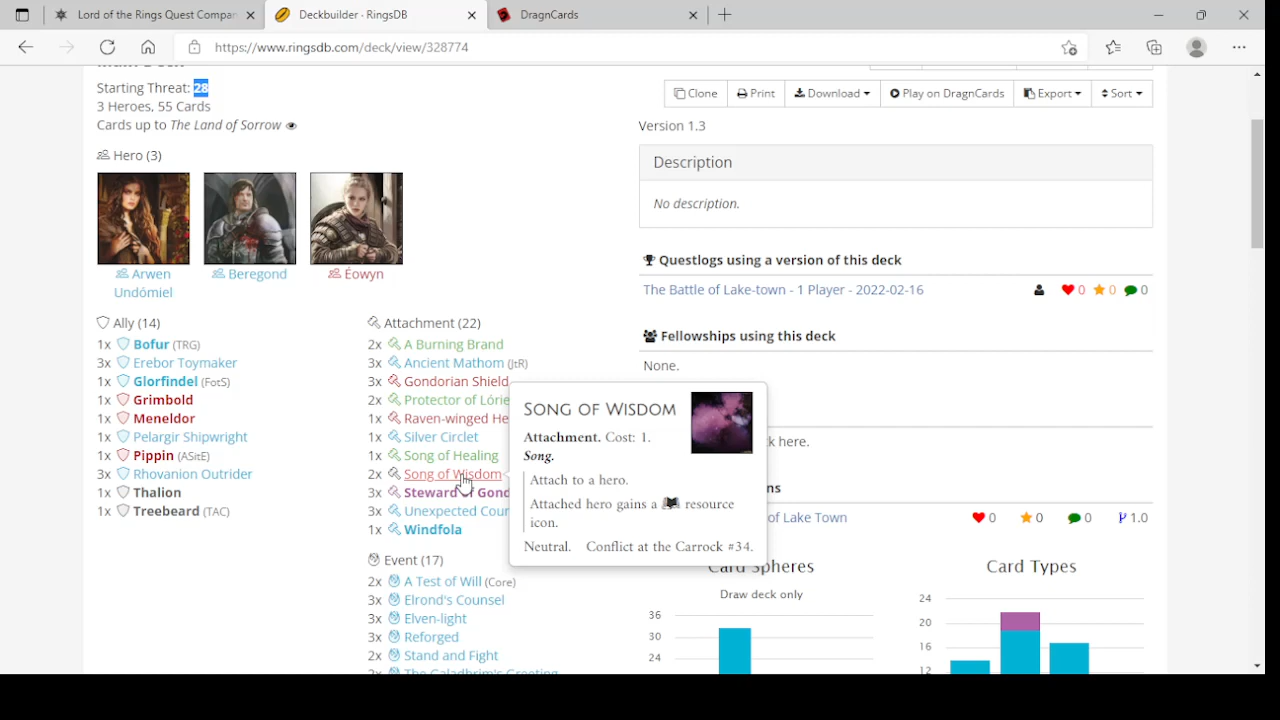 Lord of the Rings Quest Compan
Deckbuilder · RingsDB
DragnCards
https://www.ringsdb.com/deck/view/328774
Starting Threat: 28
3 Heroes, 55 Cards
Cards up to The Land of Sorrow
Clone
Print
Download
Play on DragnCards
Export
Sort
Version 1.3
Hero (3)
Description
No description.
Arwen Undómiel
Beregond
Éowyn
Questlogs using a version of this deck
The Battle of Lake-town - 1 Player - 2022-02-16
0 0 0
Fellowships using this deck
None.
Ally (14)
1x Bofur (TRG)
3x Erebor Toymaker
1x Glorfindel (FotS)
1x Grimbold
1x Meneldor
1x Pelargir Shipwright
1x Pippin (ASitE)
3x Rhovanion Outrider
1x Thalion
1x Treebeard (TAC)
Attachment (22)
2x A Burning Brand
3x Ancient Mathom (JtR)
3x Gondorian Shield
2x Protector of Lórie
1x Raven-winged He
1x Silver Circlet
1x Song of Healing
2x Song of Wisdom
3x Steward of Gond
3x Unexpected Cour
1x Windfola
Song of Wisdom
Attachment. Cost: 1.
Song.
Attach to a hero.
Attached hero gains a resource
icon.
Neutral. Conflict at the Carrock #34.
ck here.
ns
of Lake Town
0 0 0 1.0
Event (17)
2x A Test of Will (Core)
3x Elrond's Counsel
3x Elven-light
3x Reforged
2x Stand and Fight
2x The Galadhrim's Greeting
Card Spheres
Draw deck only
36
30
24
Card Types
24
20
16
12